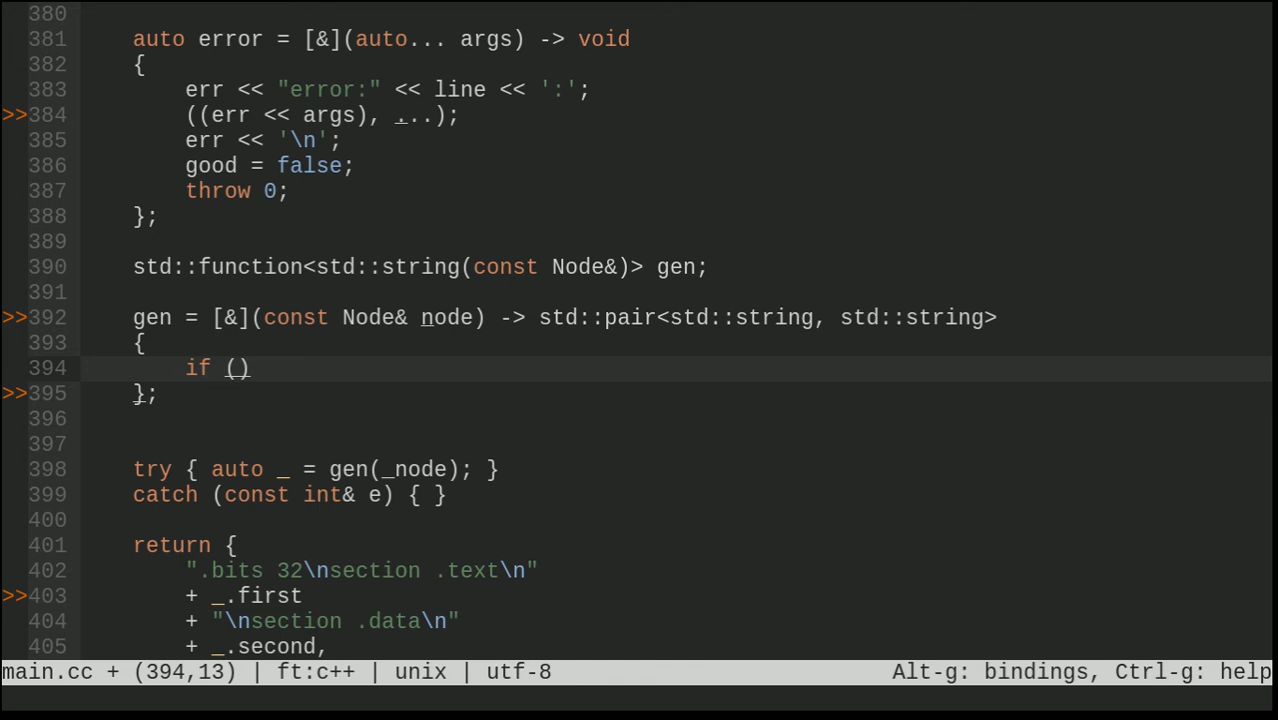 380
381 auto error = [&](auto... args) -> void
382 {
383 err << "error:" << line << ':';
>>384 ((err << args), ...);
385 err << '\n';
386 good = false;
387 throw 0;
388 };
389
390 std::function<std::string(const Node&)> gen;
391
>>392 gen = [&](const Node& node) -> std::pair<std::string, std::string>
393 {
394 if ()
>>395 };
396
397
398 try { auto _ = gen(_node); }
399 catch (const int& e) { }
400
401 return {
402 ".bits 32\nsection .text\n"
>>403 + _.first
404 + "\nsection .data\n"
405 + _.second,
main.cc + (394,13) | ft:c++ | unix | utf-8 Alt-g: bindings, Ctrl-g: help